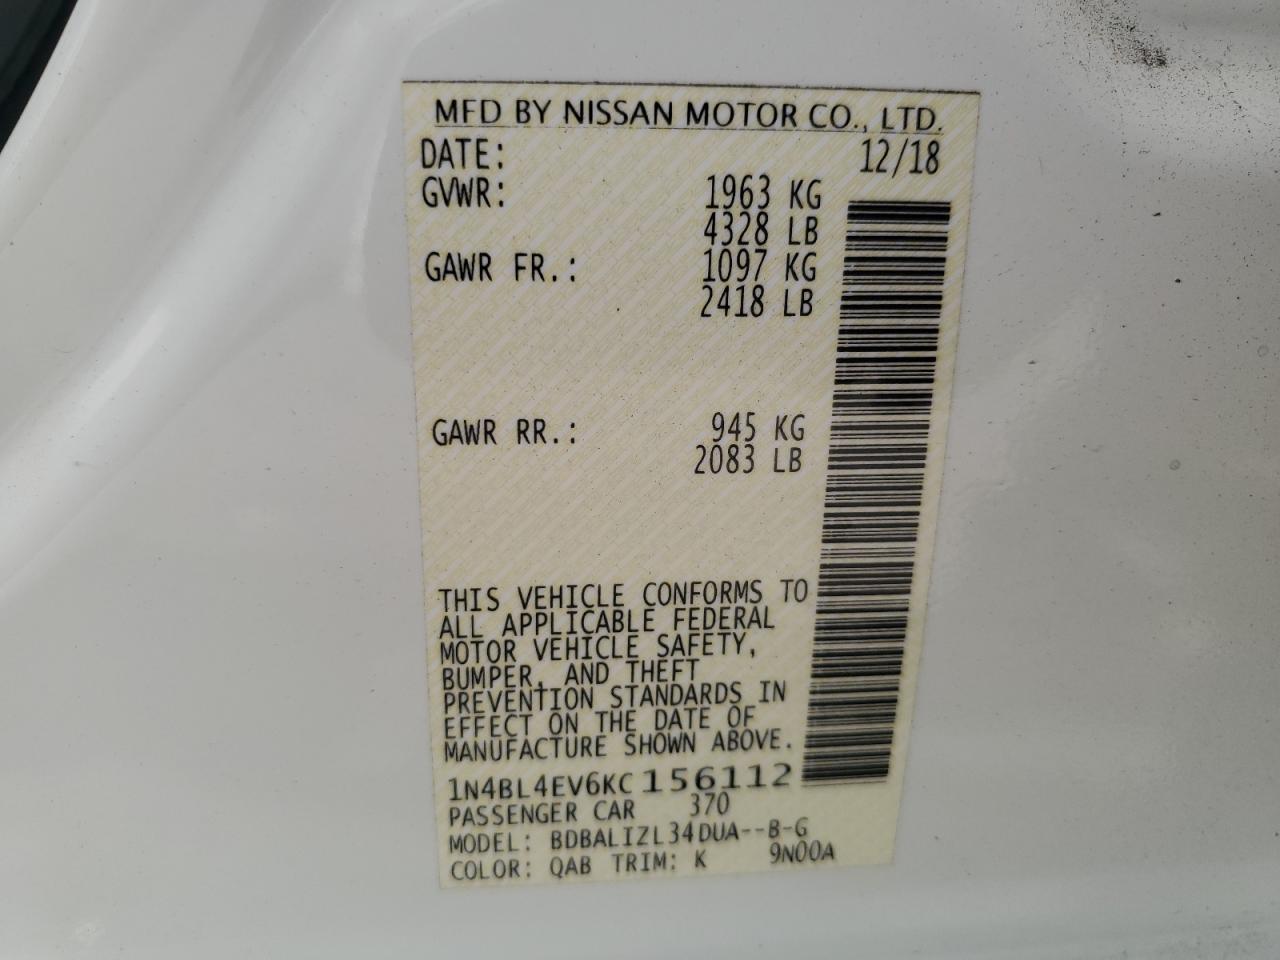 MFD BY NISSAN MOTOR CO., LTD.
DATE: 12/18
GVWR: 1963 KG
4328 LB
GAWR FR.: 1097 KG
2418 LB
GAWR RR.: 945 KG
2083 LB
THIS VEHICLE CONFORMS TO
ALL APPLICABLE FEDERAL
MOTOR VEHICLE SAFETY,
BUMPER, AND THEFT
PREVENTION STANDARDS IN
EFFECT ON THE DATE OF
MANUFACTURE SHOWN ABOVE.
1N4BL4EV6KC156112
PASSENGER CAR 370
MODEL: BDBALIZL34DUA--B-G
COLOR: QAB TRIM: K 9N00A